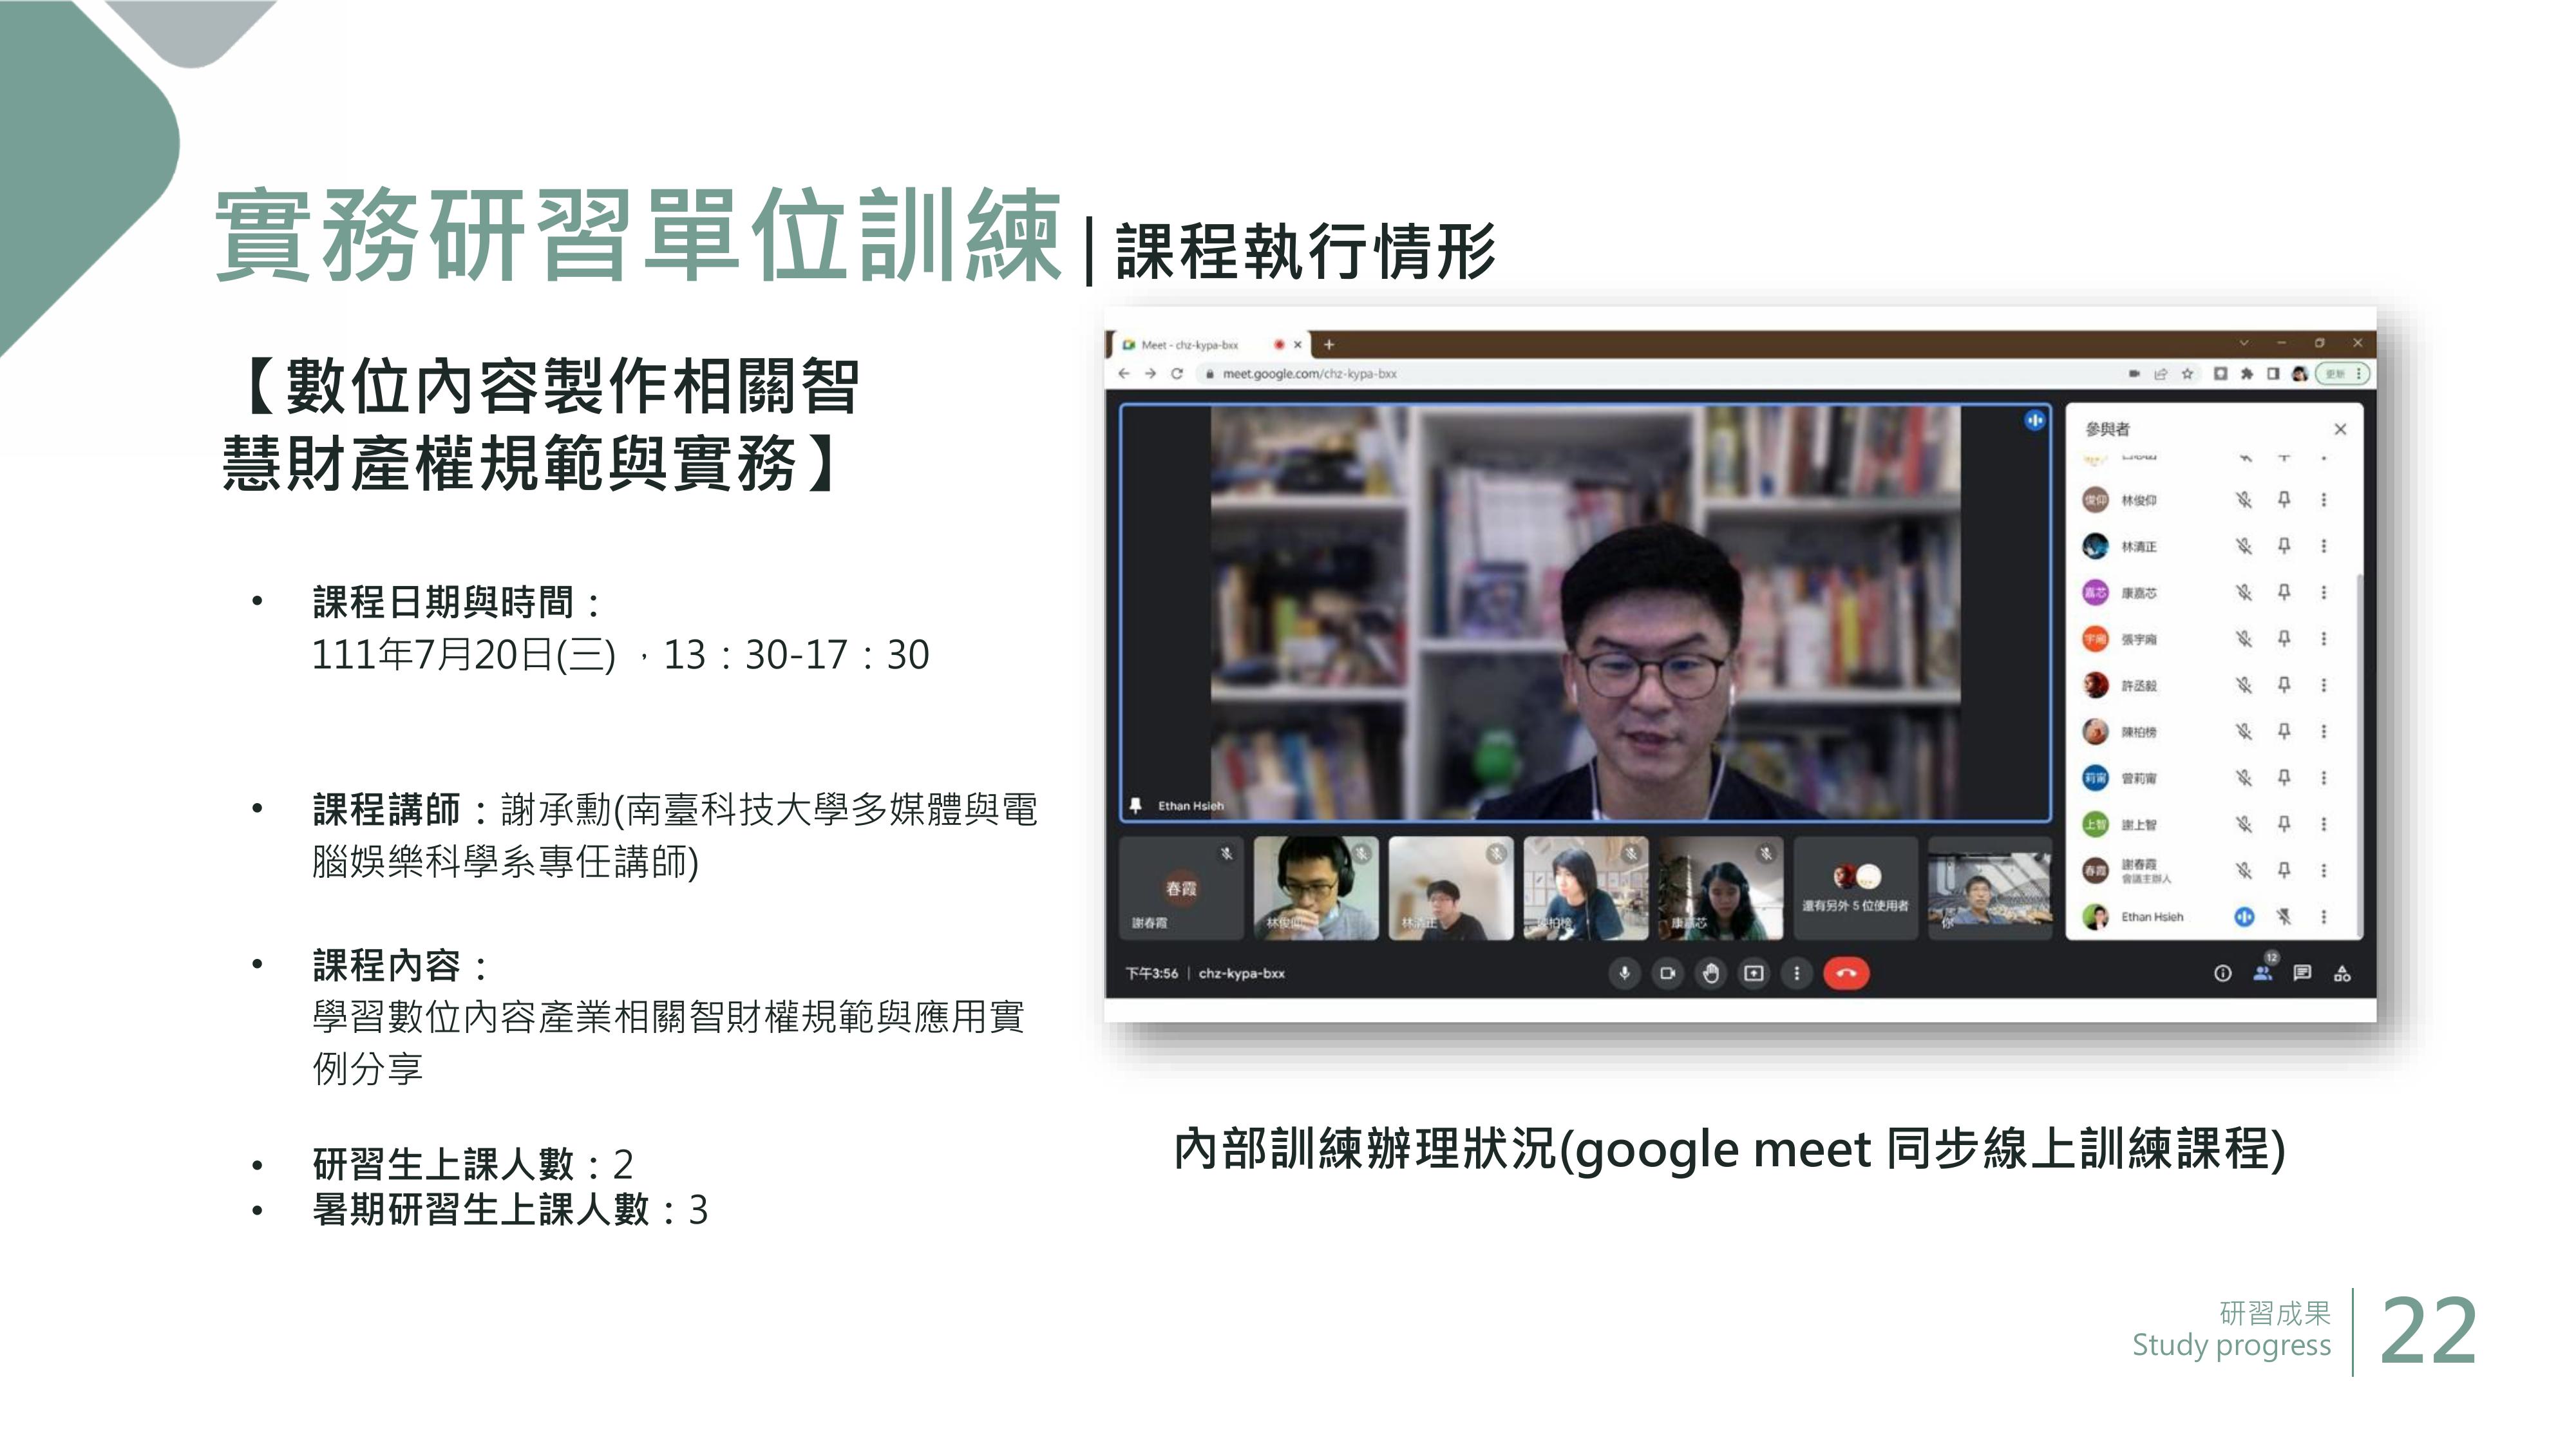 實務研習單位訓練|課程執行情形
【數位內容製作相關智
慧財產權規範與實務】
• 課程日期與時間：
111年7月20日(三)，13：30-17：30
• 課程講師：謝承勳(南臺科技大學多媒體與電
腦娛樂科學系專任講師)
• 課程內容：
學習數位內容產業相關智財權規範與應用實
例分享
• 研習生上課人數：2
• 暑期研習生上課人數：3
Meet - chz-kypa-bxx
meet.google.com/chz-kypa-bxx
更新
Ethan Hsieh
參與者
俊仰 林俊仰
林清正
嘉芯 康嘉芯
張宇
許丞毅
陳柏榜
莉甯 曾莉甯
上智 謝上智
春霞 謝春霞
會議主辦人
Ethan Hsieh
春霞
謝春霞
林俊仰
林清正
陳柏榜
康嘉芯
還有另外 5 位使用者
你
下午3:56 | chz-kypa-bxx
12
內部訓練辦理狀況(google meet 同步線上訓練課程)
研習成果
Study progress
22